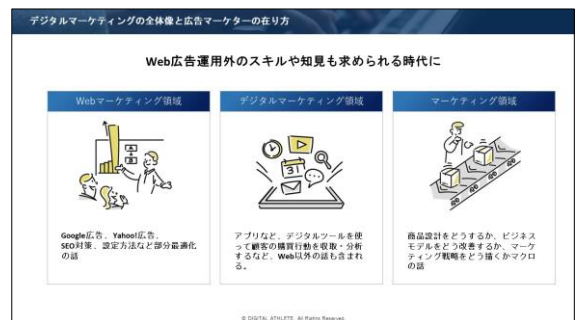 デジタルマーケティングの全体像と広告マーケターの在り方
Web広告運用外のスキルや知見も求められる時代に
Webマーケティング領域
Google広告、Yahoo!広告、
SEO対策、設定方法など部分最適化
の話
デジタルマーケティング領域
31
アプリなど、デジタルツールを使
って顧客の購買行動を収取・分析
するなど、Web以外の話も含まれ
る。
マーケティング領域
商品設計をどうするか、ビジネス
モデルをどう改善するか、マーケ
ティング戦略をどう描くかマクロ
の話
© DIGITAL ATHLETE. All Rights Reserved.